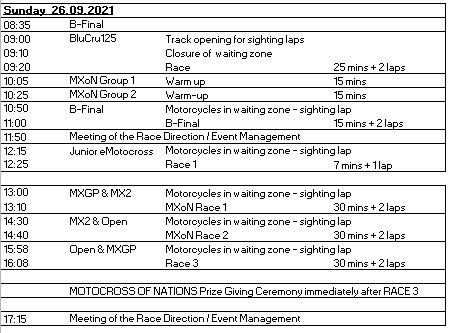 Sunday 26.09.2021
08:35 B-Final
09:00 BluCru125 Track opening for sighting laps
09:10 Closure of waiting zone
09:20 Race 25 mins + 2 laps
10:05 MXoN Group 1 Warm up 15 mins
10:25 MXoN Group 2 Warm-up 15 mins
10:50 B-Final Motorcycles in waiting zone - sighting lap
11:00 B-Final 15 mins + 2 laps
11:50 Meeting of the Race Direction / Event Management
12:15 Junior eMotocross Motorcycles in waiting zone - sighting lap
12:25 Race 1 7 mins + 1 lap
13:00 MXGP & MX2 Motorcycles in waiting zone - sighting lap
13:10 MXoN Race 1 30 mins + 2 laps
14:30 MX2 & Open Motorcycles in waiting zone - sighting lap
14:40 MXoN Race 2 30 mins + 2 laps
15:58 Open & MXGP Motorcycles in waiting zone - sighting lap
16:08 Race 3 30 mins + 2 laps
MOTOCROSS OF NATIONS Prize Giving Ceremony immediately after RACE 3
17:15 Meeting of the Race Direction / Event Management